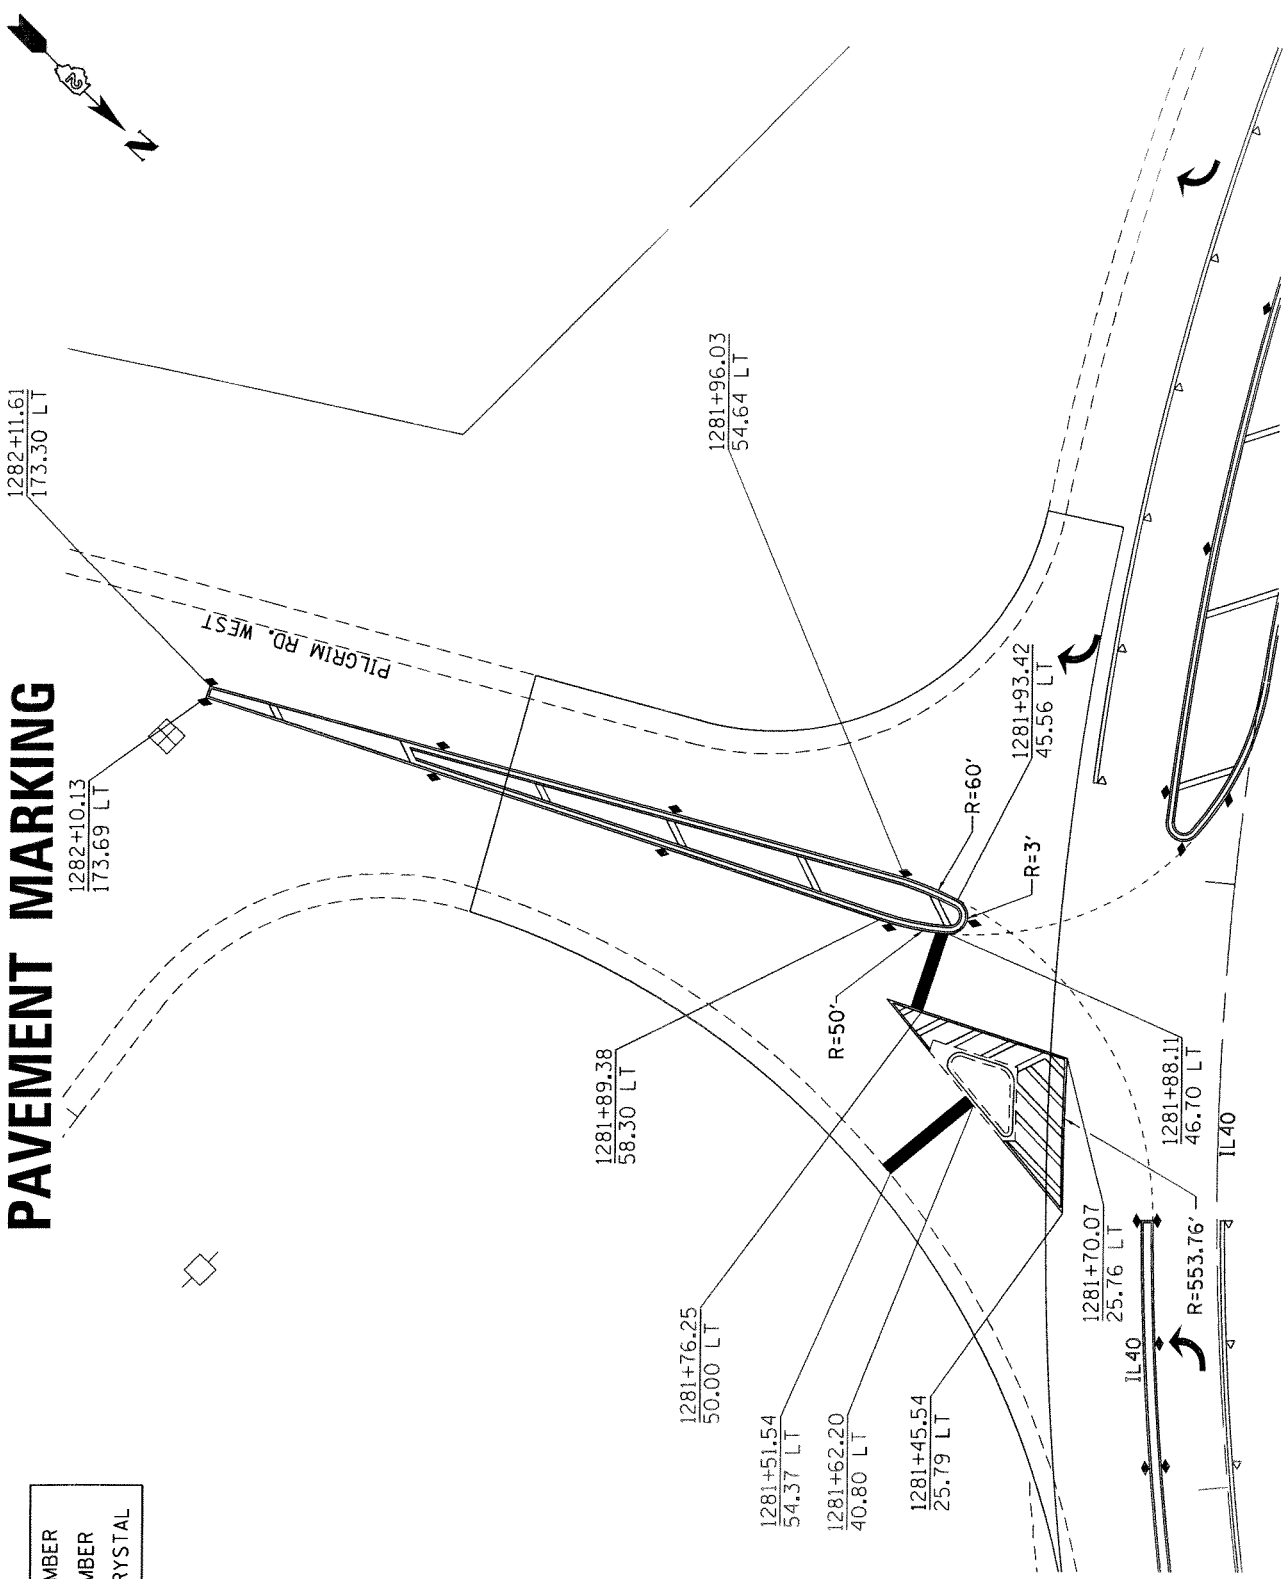 PAVEMENT MARKING
N
1282+11.61
173.30 LT
1282+10.13
173.69 LT
PILGRIM RD. WEST
1281+96.03
54.64 LT
1281+93.42
45.56 LT
R=60'
R=3'
R=50'
1281+89.38
58.30 LT
1281+88.11
46.70 LT
IL40
1281+76.25
50.00 LT
1281+51.54
54.37 LT
1281+62.20
40.80 LT
1281+45.54
25.79 LT
1281+70.07
25.76 LT
R=553.76'
IL40
MBER
MBER
RYSTAL